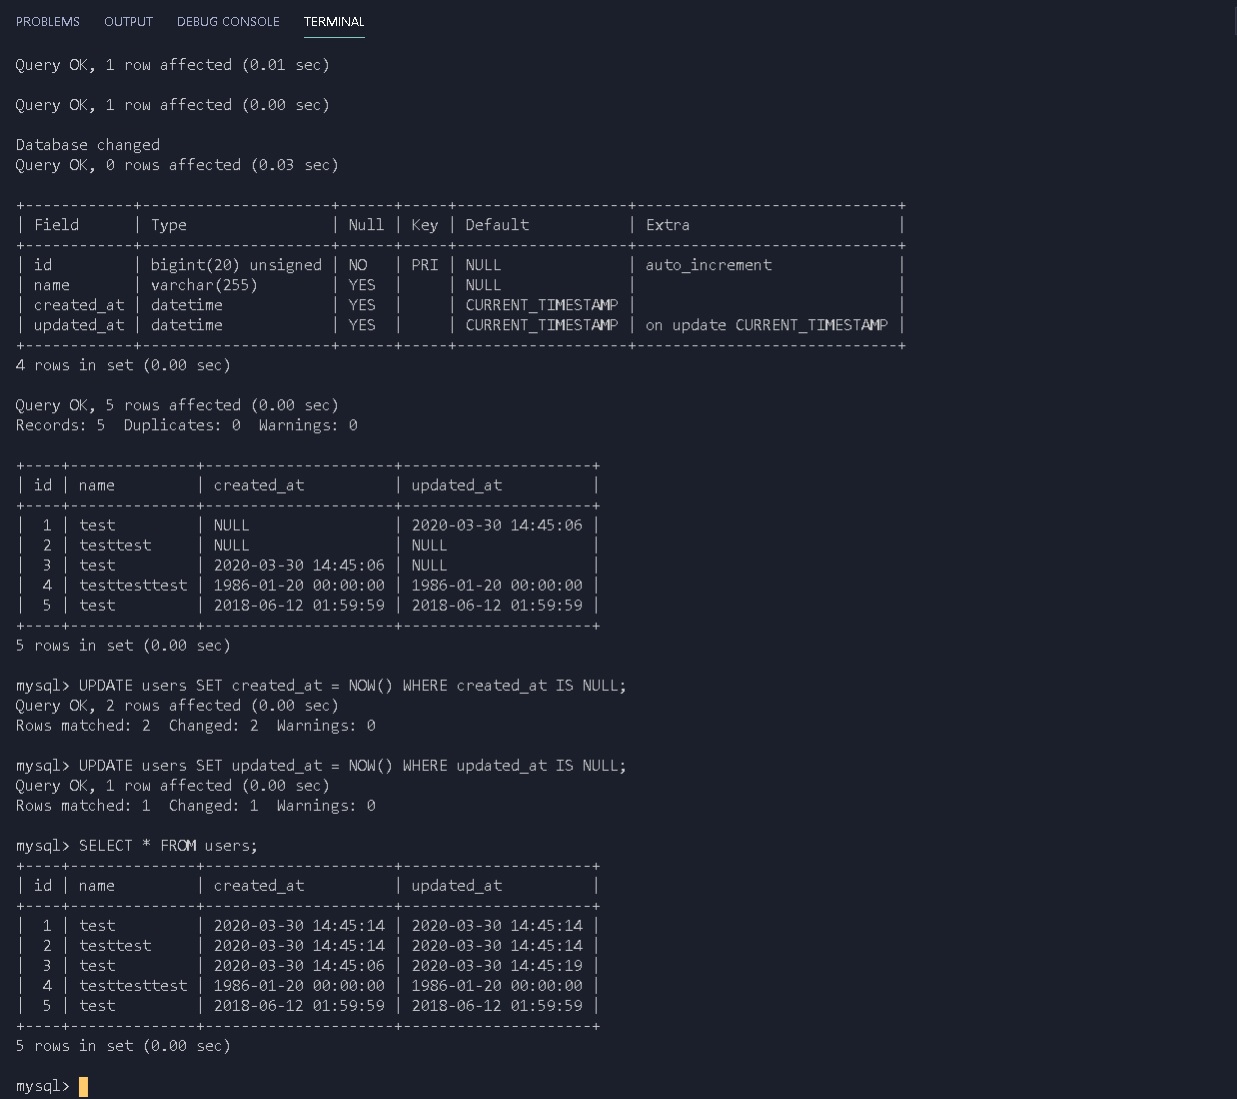 PROBLEMS OUTPUT DEBUG CONSOLE TERMINAL
Query OK, 1 row affected (0.01 sec)
Query OK, 1 row affected (0.00 sec)
Database changed
Query OK, 0 rows affected (0.03 sec)
+------------+---------------------+------+-----+-------------------+-----------------------------+
| Field      | Type                | Null | Key | Default           | Extra                       |
+------------+---------------------+------+-----+-------------------+-----------------------------+
| id         | bigint(20) unsigned | NO   | PRI | NULL              | auto_increment              |
| name       | varchar(255)        | YES  |     | NULL              |                             |
| created_at | datetime            | YES  |     | CURRENT_TIMESTAMP |                             |
| updated_at | datetime            | YES  |     | CURRENT_TIMESTAMP | on update CURRENT_TIMESTAMP |
+------------+---------------------+------+-----+-------------------+-----------------------------+
4 rows in set (0.00 sec)
Query OK, 5 rows affected (0.00 sec)
Records: 5  Duplicates: 0  Warnings: 0
+----+--------------+---------------------+---------------------+
| id | name         | created_at          | updated_at          |
+----+--------------+---------------------+---------------------+
|  1 | test         | NULL                | 2020-03-30 14:45:06 |
|  2 | testtest     | NULL                | NULL                |
|  3 | test         | 2020-03-30 14:45:06 | NULL                |
|  4 | testtesttest | 1986-01-20 00:00:00 | 1986-01-20 00:00:00 |
|  5 | test         | 2018-06-12 01:59:59 | 2018-06-12 01:59:59 |
+----+--------------+---------------------+---------------------+
5 rows in set (0.00 sec)
mysql> UPDATE users SET created_at = NOW() WHERE created_at IS NULL;
Query OK, 2 rows affected (0.00 sec)
Rows matched: 2  Changed: 2  Warnings: 0
mysql> UPDATE users SET updated_at = NOW() WHERE updated_at IS NULL;
Query OK, 1 row affected (0.00 sec)
Rows matched: 1  Changed: 1  Warnings: 0
mysql> SELECT * FROM users;
+----+--------------+---------------------+---------------------+
| id | name         | created_at          | updated_at          |
+----+--------------+---------------------+---------------------+
|  1 | test         | 2020-03-30 14:45:14 | 2020-03-30 14:45:14 |
|  2 | testtest     | 2020-03-30 14:45:14 | 2020-03-30 14:45:14 |
|  3 | test         | 2020-03-30 14:45:06 | 2020-03-30 14:45:19 |
|  4 | testtesttest | 1986-01-20 00:00:00 | 1986-01-20 00:00:00 |
|  5 | test         | 2018-06-12 01:59:59 | 2018-06-12 01:59:59 |
+----+--------------+---------------------+---------------------+
5 rows in set (0.00 sec)
mysql>